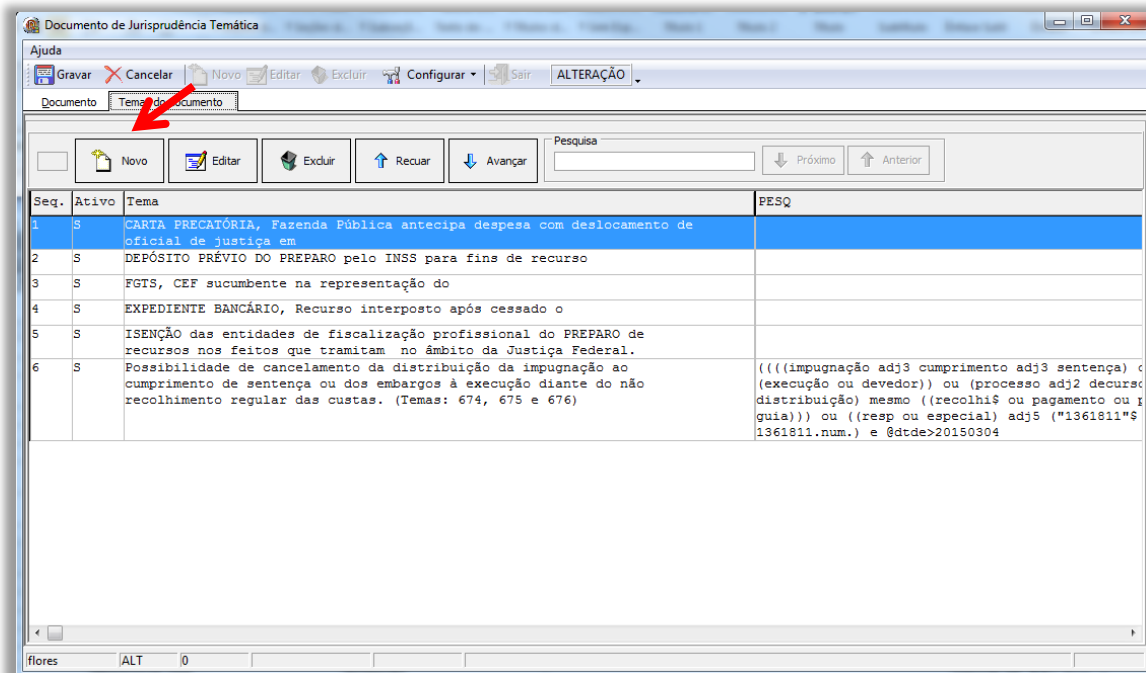 Documento de Jurisprudência Temática
Ajuda
Gravar Cancelar Novo Editar Excluir Configurar Sair ALTERAÇÃO
Documento Temas do Documento
Novo Editar Excluir Recuar Avançar Pesquisa Próximo Anterior
Seq. Ativo Tema PESQ
1 S CARTA PRECATÓRIA, Fazenda Pública antecipa despesa com deslocamento de
oficial de justiça em
2 S DEPÓSITO PRÉVIO DO PREPARO pelo INSS para fins de recurso
3 S FGTS, CEF sucumbente na representação do
4 S EXPEDIENTE BANCÁRIO, Recurso interposto após cessado o
5 S ISENÇÃO das entidades de fiscalização profissional do PREPARO de
recursos nos feitos que tramitam no âmbito da Justiça Federal.
6 S Possibilidade de cancelamento da distribuição da impugnação ao ((((impugnação adj3 cumprimento adj3 sentença)
cumprimento de sentença ou dos embargos à execução diante do não (execução ou devedor)) ou (processo adj2 decurso
recolhimento regular das custas. (Temas: 674, 675 e 676) distribuição) mesmo ((recolhi$ ou pagamento ou
guia))) ou ((resp ou especial) adj5 ("1361811"$
1361811.num.) e @dtde>20150304
flores ALT 0